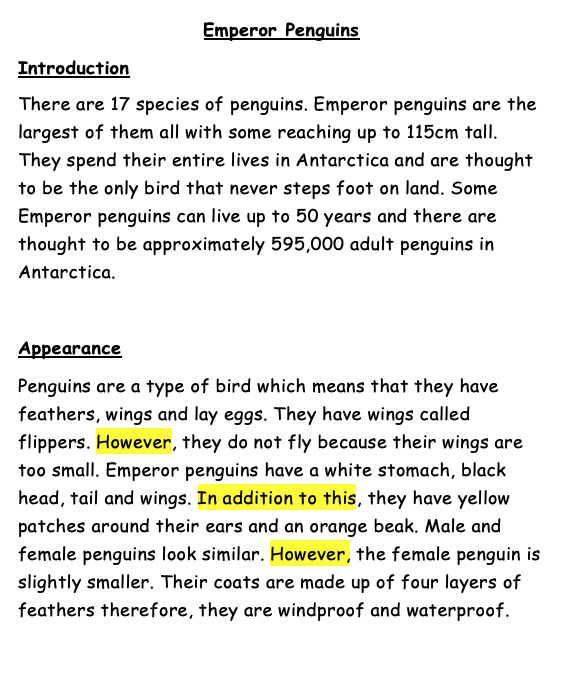 Emperor Penguins
Introduction
There are 17 species of penguins. Emperor penguins are the
largest of them all with some reaching up to 115cm tall.
They spend their entire lives in Antarctica and are thought
to be the only bird that never steps foot on land. Some
Emperor penguins can live up to 50 years and there are
thought to be approximately 595,000 adult penguins in
Antarctica.
Appearance
Penguins are a type of bird which means that they have
feathers, wings and lay eggs. They have wings called
flippers. However, they do not fly because their wings are
too small. Emperor penguins have a white stomach, black
head, tail and wings. In addition to this, they have yellow
patches around their ears and an orange beak. Male and
female penguins look similar. However, the female penguin is
slightly smaller. Their coats are made up of four layers of
feathers therefore, they are windproof and waterproof.